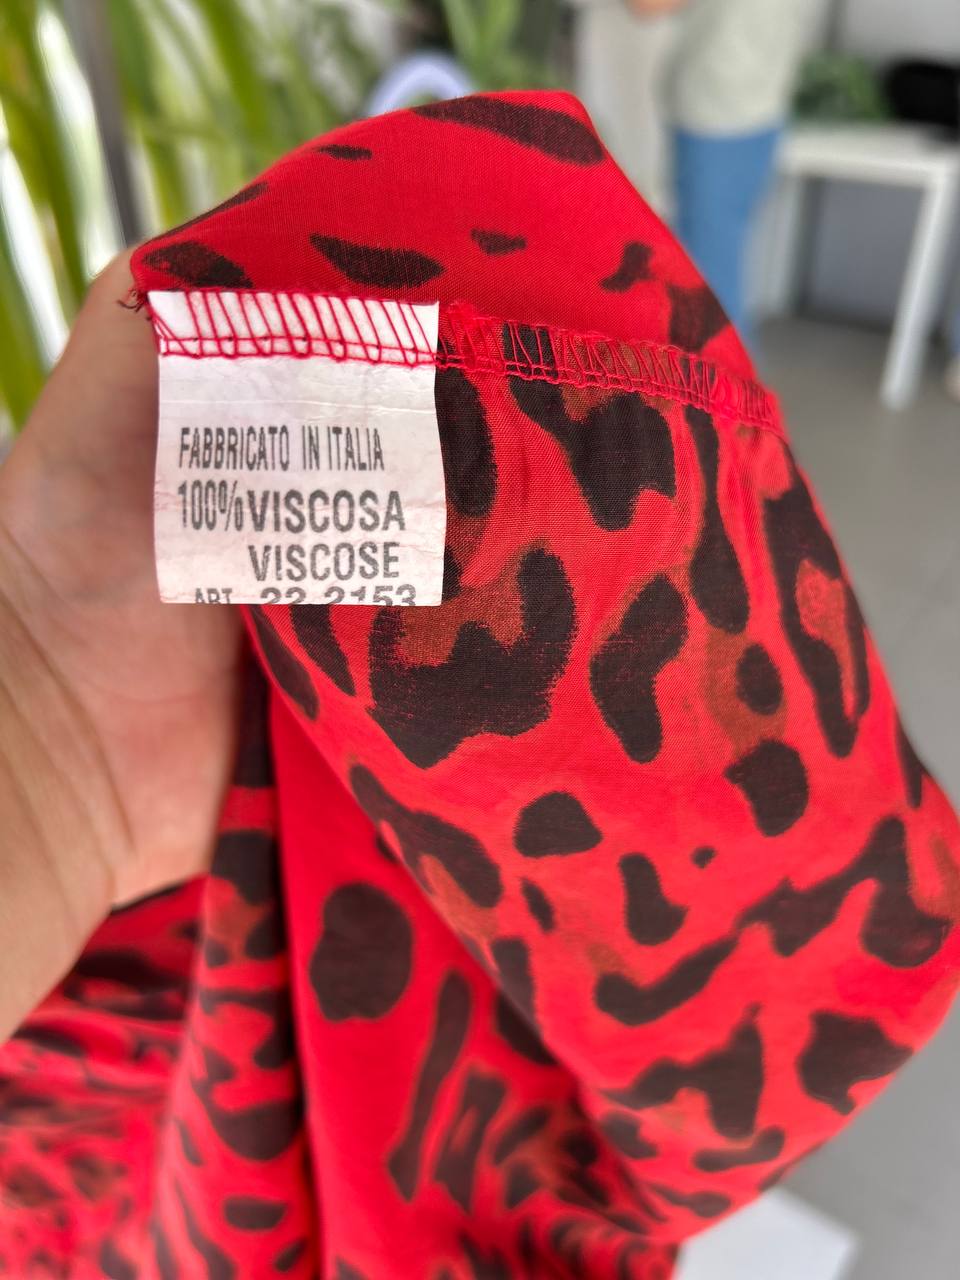 FABBRICATO IN ITALIA
100% VISCOSA
VISCOSE
ART. 22.2153